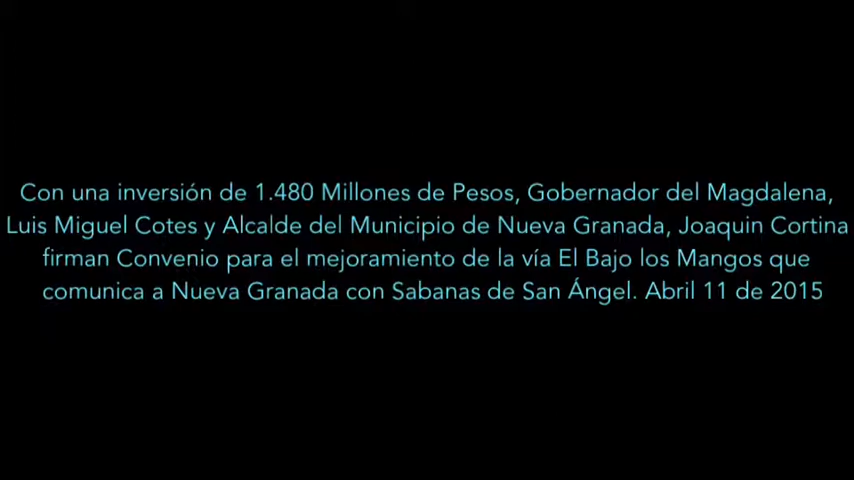 Con una inversión de 1.480 Millones de Pesos, Gobernador del Magdalena,
Luis Miguel Cotes y Alcalde del Municipio de Nueva Granada, Joaquin Cortina
firman Convenio para el mejoramiento de la vía El Bajo los Mangos que
comunica a Nueva Granada con Sabanas de San Ángel. Abril 11 de 2015